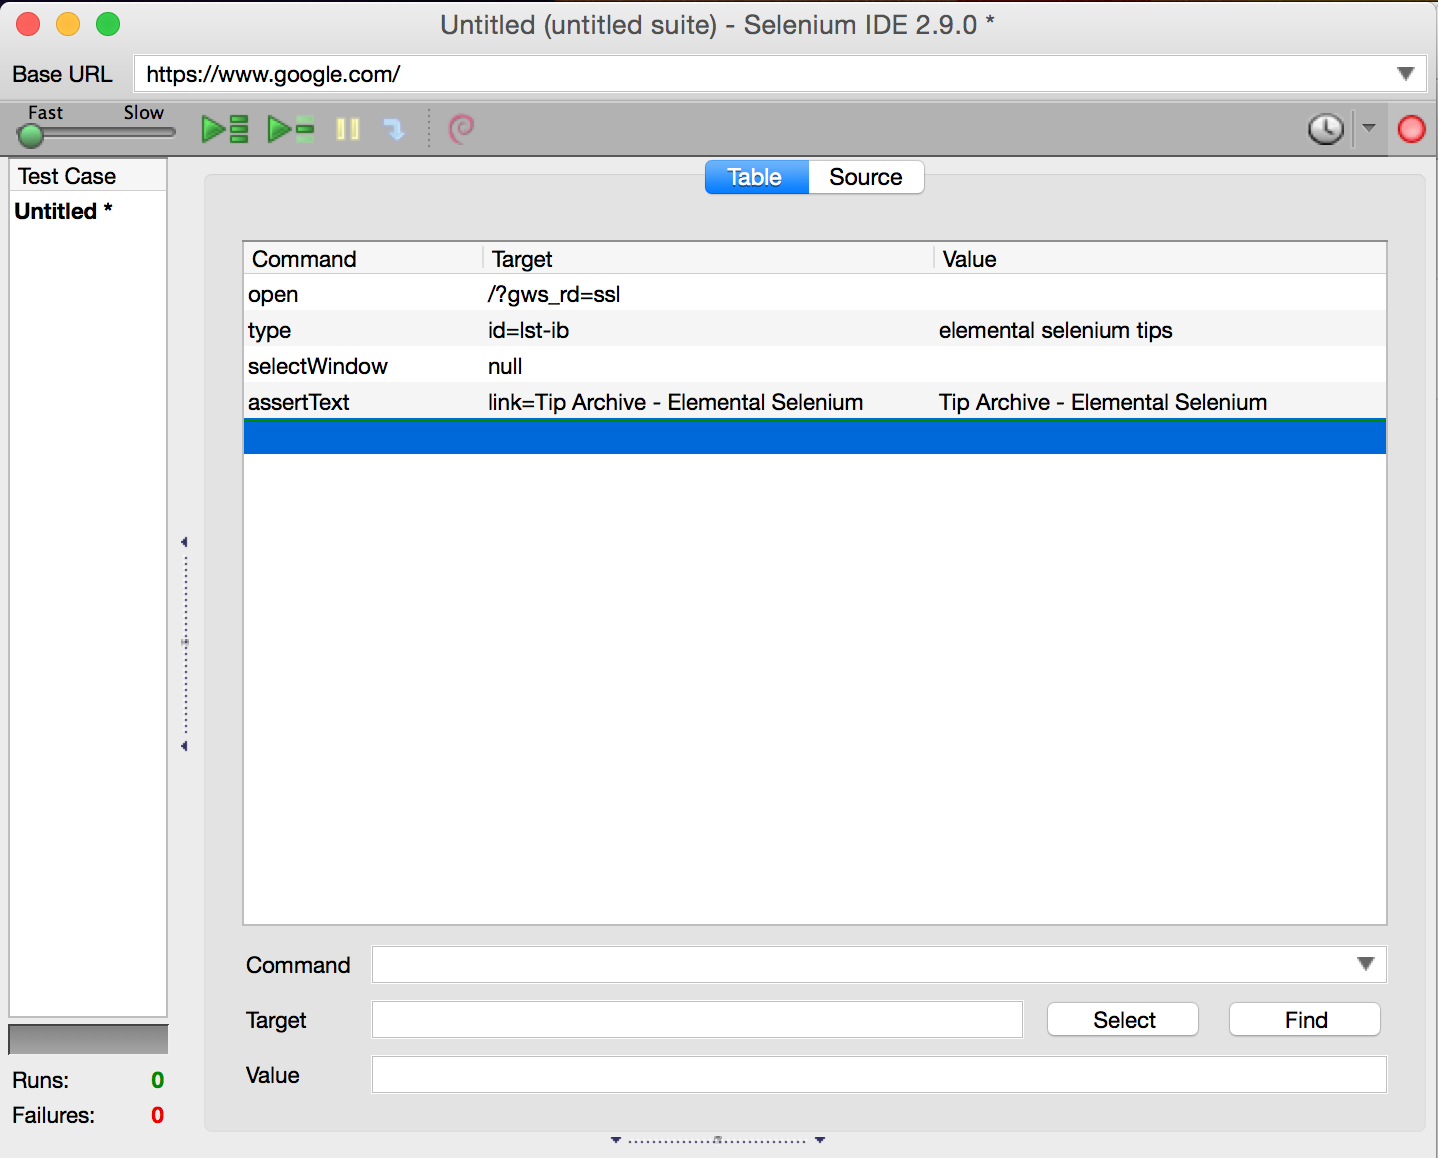 Untitled (untitled suite) - Selenium IDE 2.9.0 *
Base URL https://www.google.com/
Fast Slow
Test Case
Untitled *
Table Source
Command Target Value
open /?gws_rd=ssl
type id=lst-ib elemental selenium tips
selectWindow null
assertText link=Tip Archive - Elemental Selenium Tip Archive - Elemental Selenium
Command
Target Select Find
Value
Runs: 0
Failures: 0